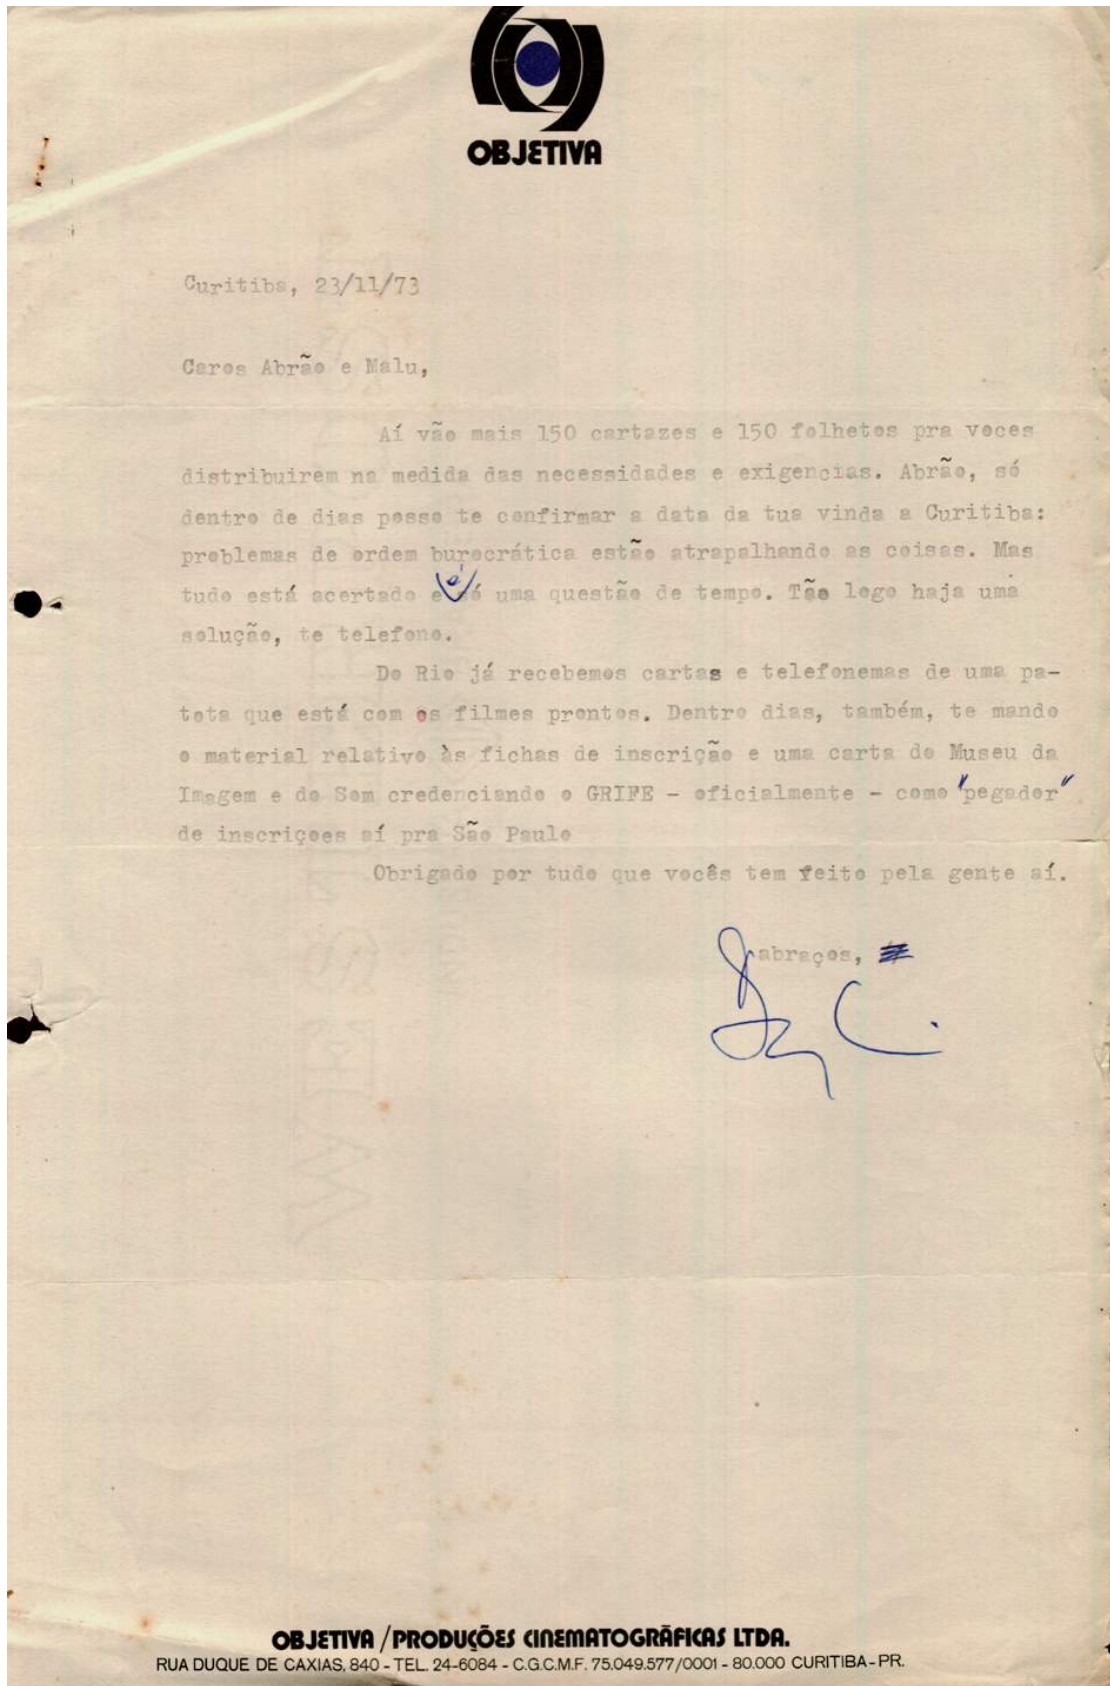 OBJETIVA
Curitiba, 23/11/73
Caros Abrão e Malu,
Aí vão mais 150 cartazes e 150 folhetos pra voces
distribuirem na medida das necessidades e exigencias. Abrão, só
dentro de dias posso te confirmar a data da tua vinda a Curitiba:
problemas de ordem burocrática estão atrapalhando as coisas. Mas
tudo está acertado e é só uma questão de tempo. Tão logo haja uma
solução, te telefono.
Do Rio já recebemos cartas e telefonemas de uma pa-
tota que está com os filmes prontos. Dentro dias, também, te mando
o material relativo às fichas de inscrição e uma carta do Museu da
Imagem e do Som credenciando o GRIFE - oficialmente - como "pegador"
de inscriçoes aí pra São Paulo
Obrigado por tudo que vocês tem feito pela gente aí.
abraços,
OBJETIVA / PRODUÇÕES CINEMATOGRÁFICAS LTDA.
RUA DUQUE DE CAXIAS, 840 - TEL. 24-6084 - C.G.C.M.F. 75.049.577/0001 - 80.000 CURITIBA - PR.